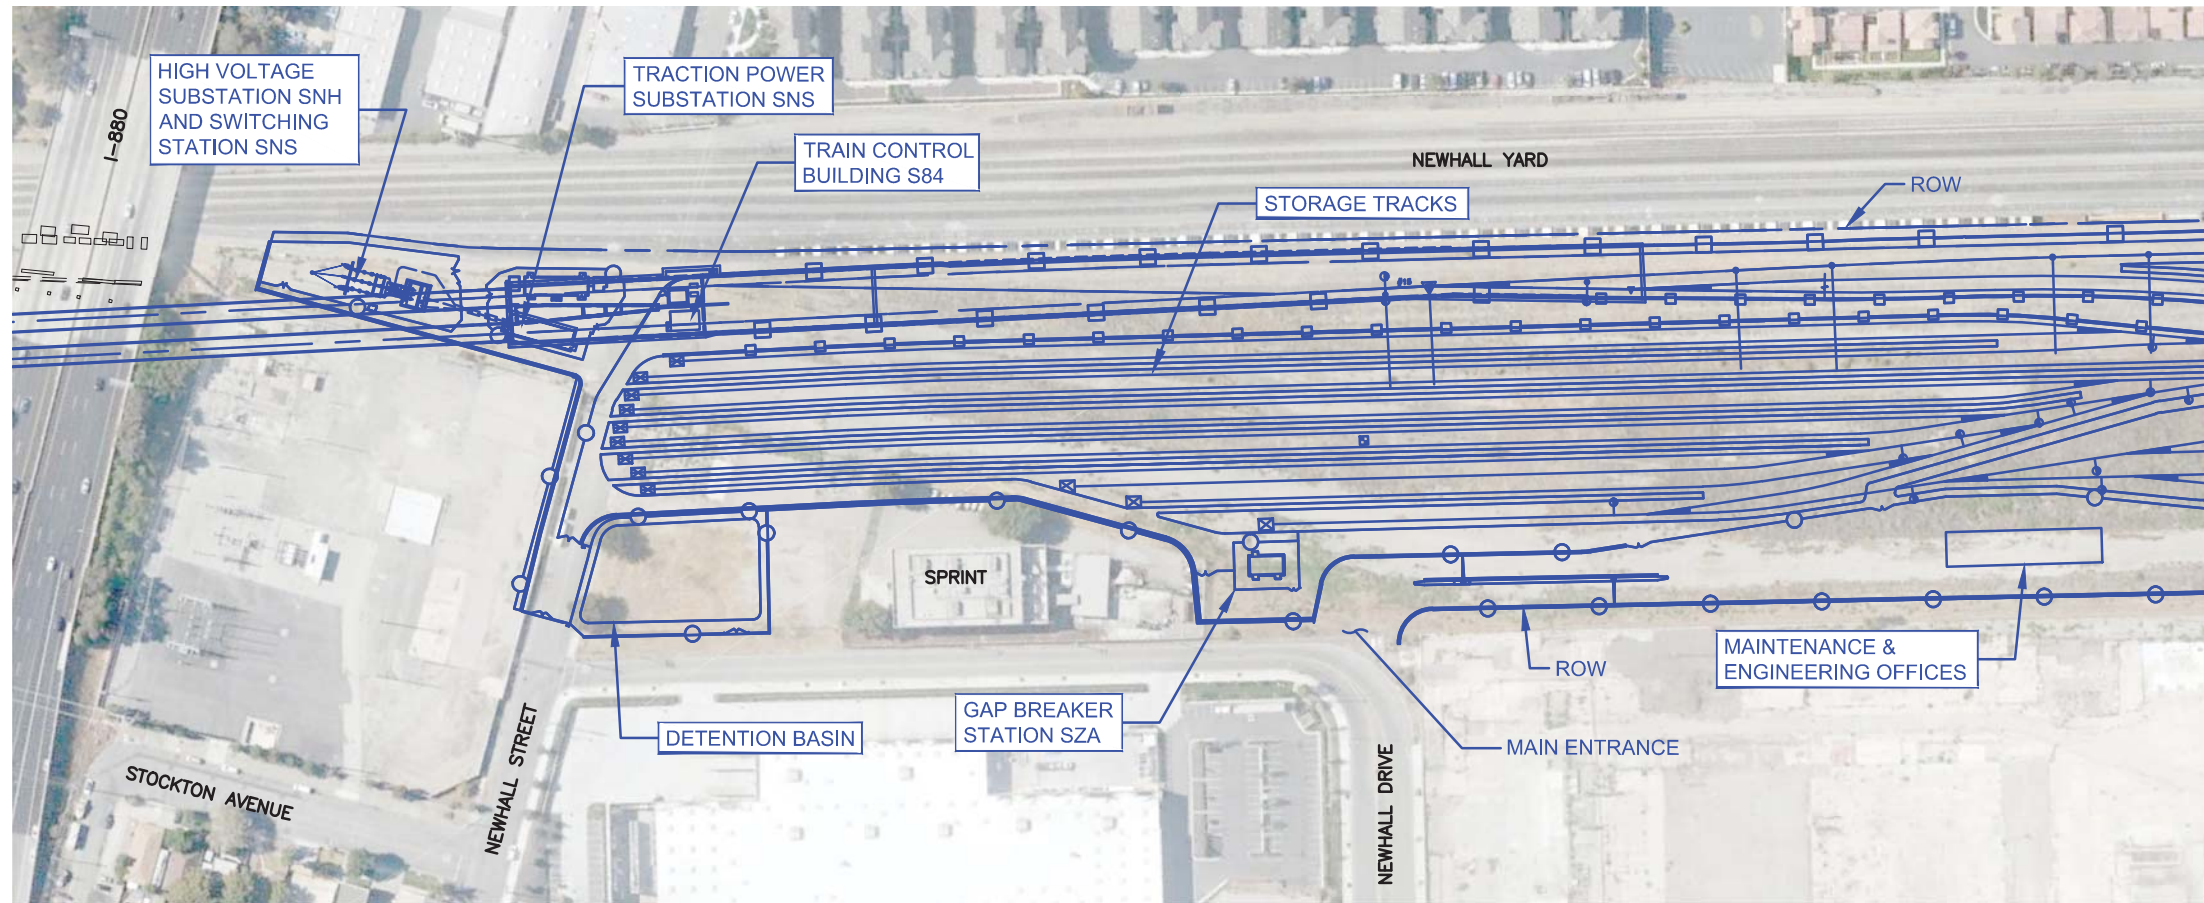 HIGH VOLTAGE
SUBSTATION SNH
AND SWITCHING
STATION SNS
I-880
TRACTION POWER
SUBSTATION SNS
TRAIN CONTROL
BUILDING S84
NEWHALL YARD
ROW
STORAGE TRACKS
#15
SPRINT
DETENTION BASIN
GAP BREAKER
STATION SZA
ROW
MAIN ENTRANCE
MAINTENANCE &
ENGINEERING OFFICES
STOCKTON AVENUE
NEWHALL STREET
NEWHALL DRIVE